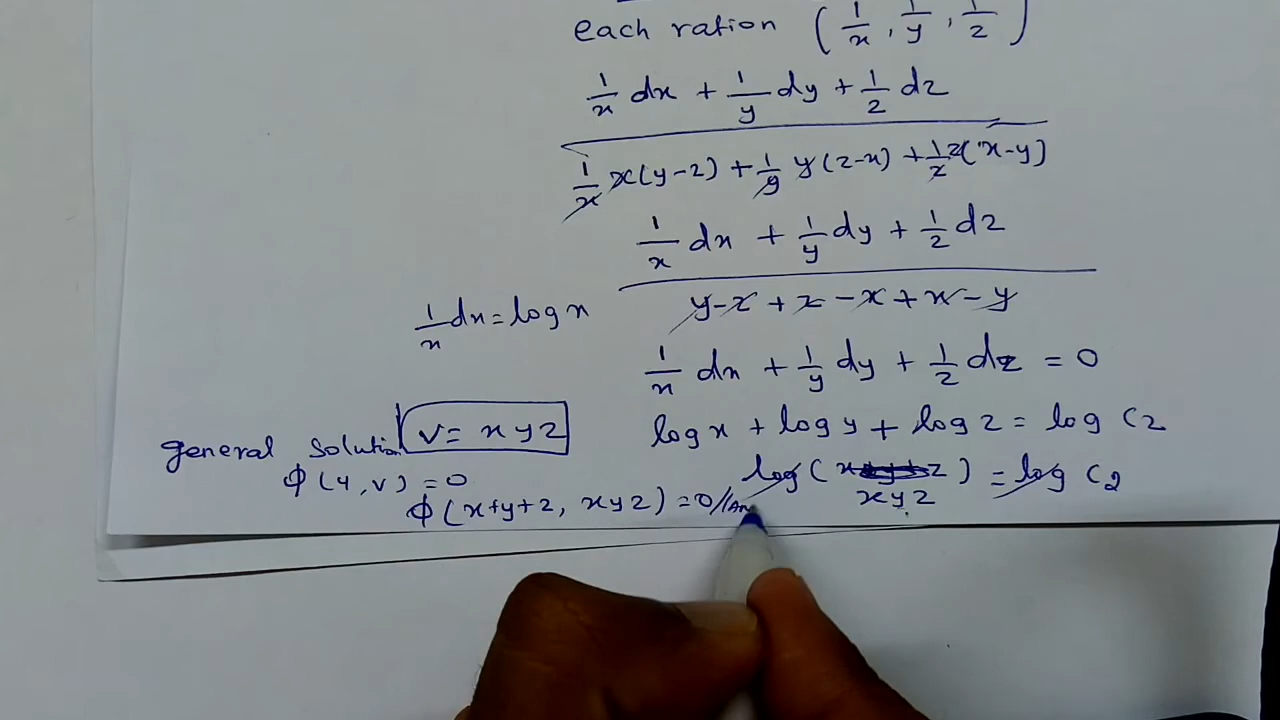 each ration (1/x, 1/y, 1/z)
1/x dx + 1/y dy + 1/z dz
1/x x(y-z) + 1/y y(z-x) + 1/z z(x-y)
1/x dx + 1/y dy + 1/z dz
y-z + z-x + x-y
1/x dx = log x
1/x dx + 1/y dy + 1/z dz = 0
general solution
v = xyz
log x + log y + log z = log C2
φ(u, v) = 0
log ( x+y+z ) = log C2
xyz
φ(x+y+z, xyz) = 0 // An